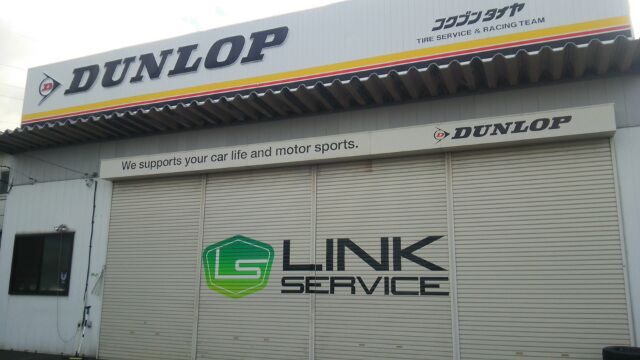 DUNLOP
コクブンタイヤ
TIRE SERVICE & RACING TEAM
We supports your car life and motor sports.
DUNLOP
LS LINK
SERVICE